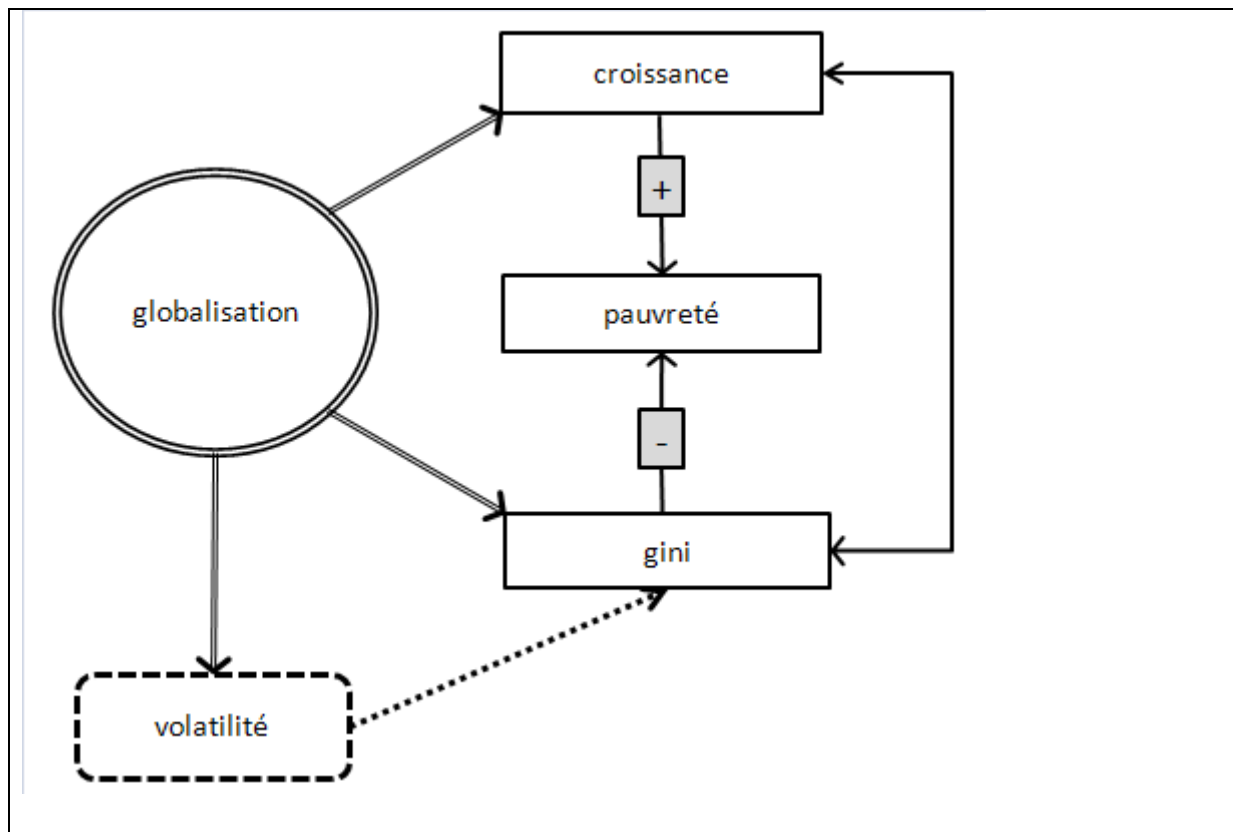 croissance
+
globalisation
pauvreté
-
gini
volatilité